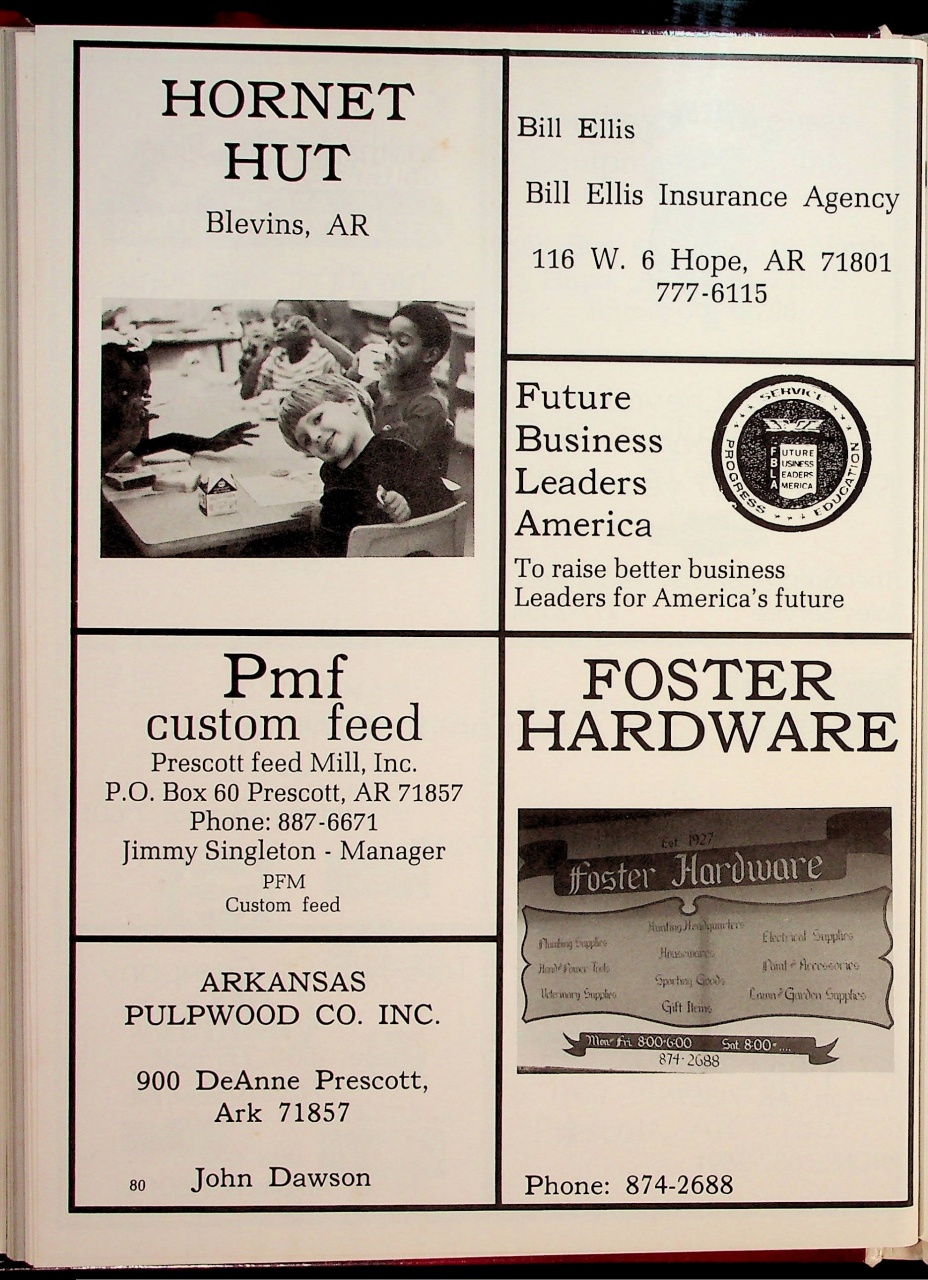 HORNET
HUT
Blevins, AR
Bill Ellis
Bill Ellis Insurance Agency
116 W. 6 Hope, AR 71801
777-6115
Future
Business
Leaders
America
To raise better business
Leaders for America's future
SERVICE
PROGRESS
EDUCATION
FUTURE
BUSINESS
LEADERS
AMERICA
Pmf
custom feed
Prescott feed Mill, Inc.
P.O. Box 60 Prescott, AR 71857
Phone: 887-6671
Jimmy Singleton - Manager
PFM
Custom feed
FOSTER
HARDWARE
Est 1927
Foster Hardware
Plumbing Supplies
Hand & Power Tools
Veterinary Supplies
Hunting Headquarters
Housewares
Sporting Goods
Gift Items
Electrical Supplies
Paint & Accessories
Lawn & Garden Supplies
Mon-Fri 8:00-6:00 Sat 8:00-
874-2688
Phone: 874-2688
ARKANSAS
PULPWOOD CO. INC.
900 DeAnne Prescott,
Ark 71857
John Dawson
80